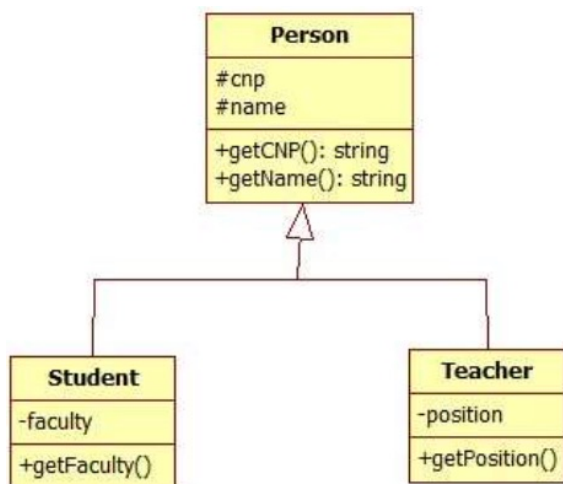 Person
#cnp
#name
+getCNP(): string
+getName(): string
Student
-faculty
+getFaculty()
Teacher
-position
+getPosition()